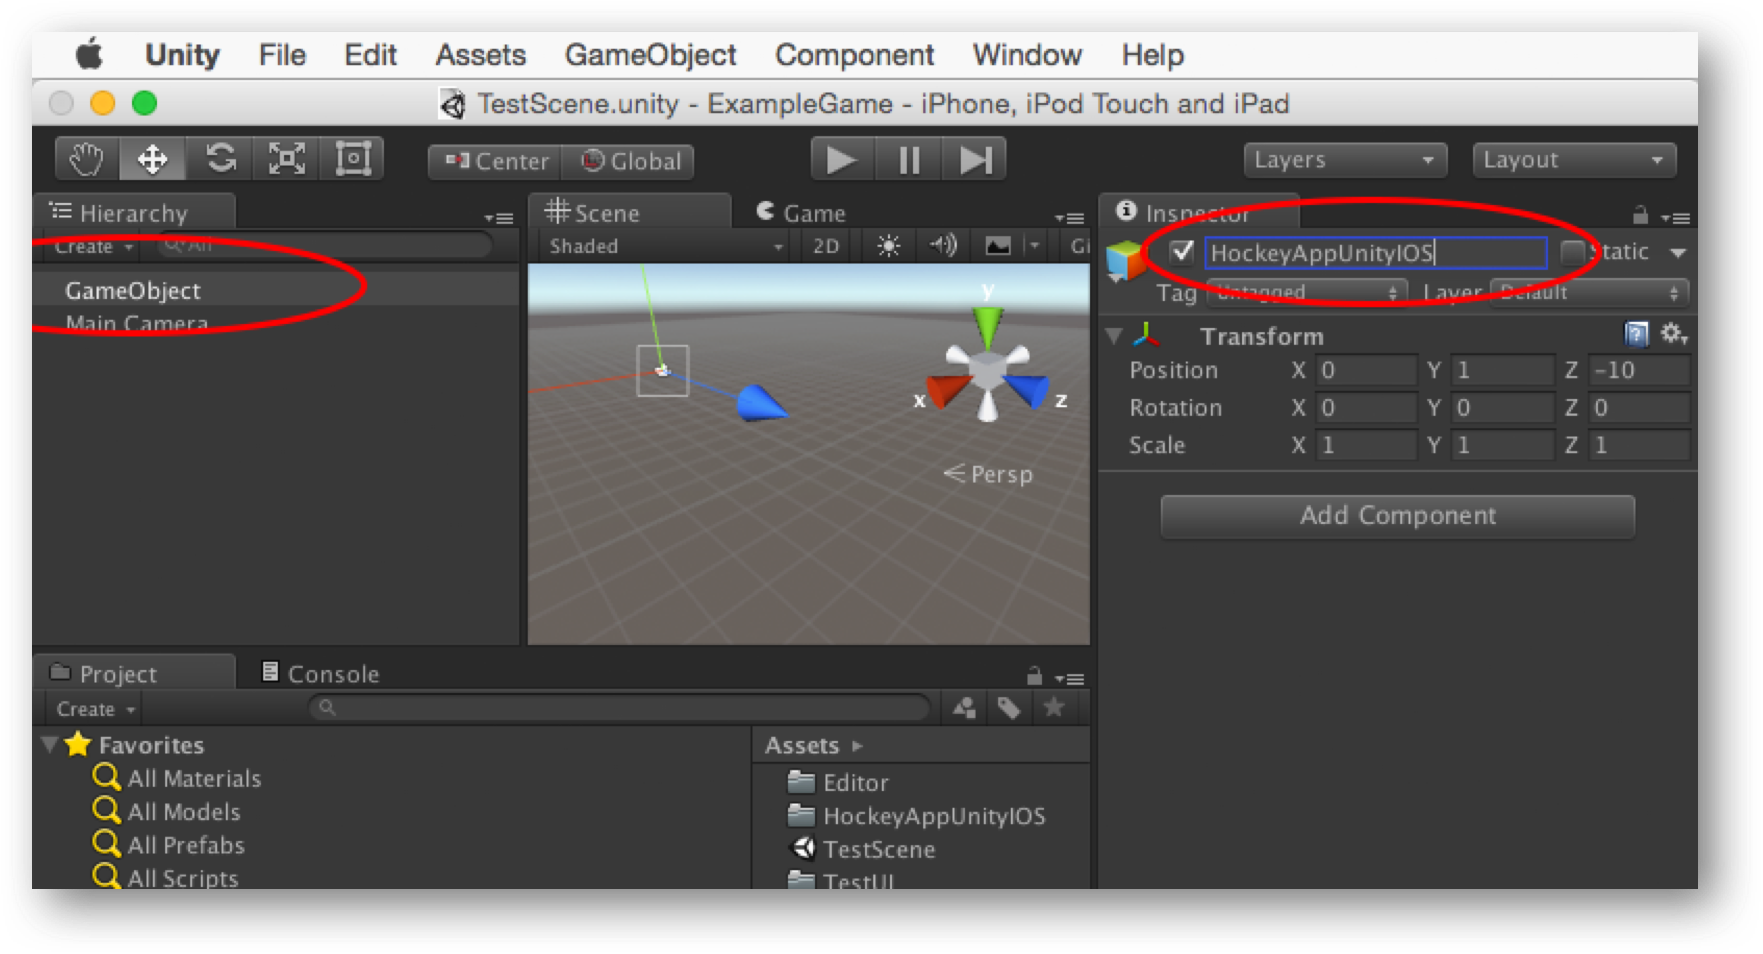 Unity File Edit Assets GameObject Component Window Help
TestScene.unity - ExampleGame - iPhone, iPod Touch and iPad
Center Global Layers Layout
Hierarchy
Create All
GameObject
Main Camera
Scene Game
Shaded 2D Gi
y
x z
Persp
Inspector
HockeyAppUnityIOS Static
Tag Untagged Layer Default
Transform
Position X 0 Y 1 Z -10
Rotation X 0 Y 0 Z 0
Scale X 1 Y 1 Z 1
Add Component
Project Console
Create
Favorites
All Materials
All Models
All Prefabs
All Scripts
Assets
Editor
HockeyAppUnityIOS
TestScene
TestUI